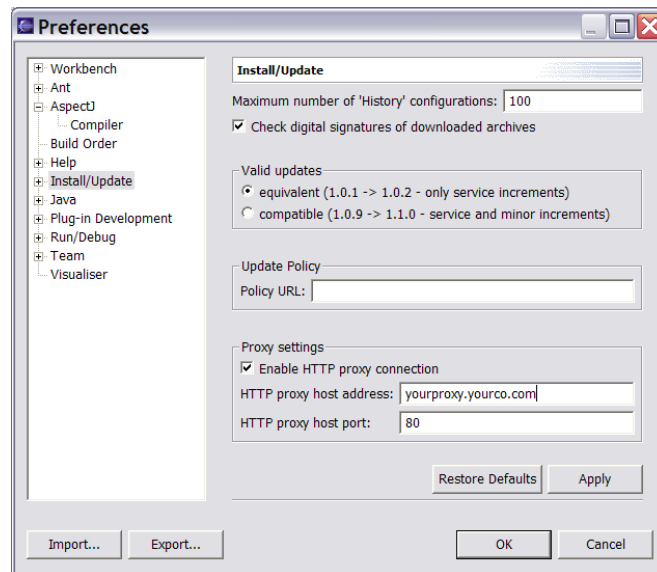 Preferences
Workbench
Ant
AspectJ
Compiler
Build Order
Help
Install/Update
Java
Plug-in Development
Run/Debug
Team
Visualiser
Install/Update
Maximum number of 'History' configurations: 100
Check digital signatures of downloaded archives
Valid updates
equivalent (1.0.1 -> 1.0.2 - only service increments)
compatible (1.0.9 -> 1.1.0 - service and minor increments)
Update Policy
Policy URL:
Proxy settings
Enable HTTP proxy connection
HTTP proxy host address: yourproxy.yourco.com
HTTP proxy host port: 80
Restore Defaults Apply
Import... Export... OK Cancel